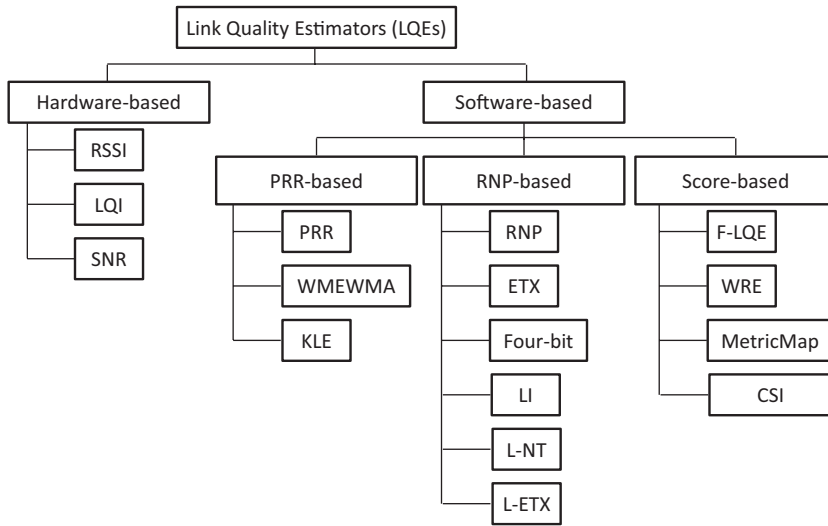 Link Quality Estimators (LQEs)
Hardware-based
Software-based
RSSI
LQI
SNR
PRR-based
RNP-based
Score-based
PRR
WMEWMA
KLE
RNP
ETX
Four-bit
LI
L-NT
L-ETX
F-LQE
WRE
MetricMap
CSI